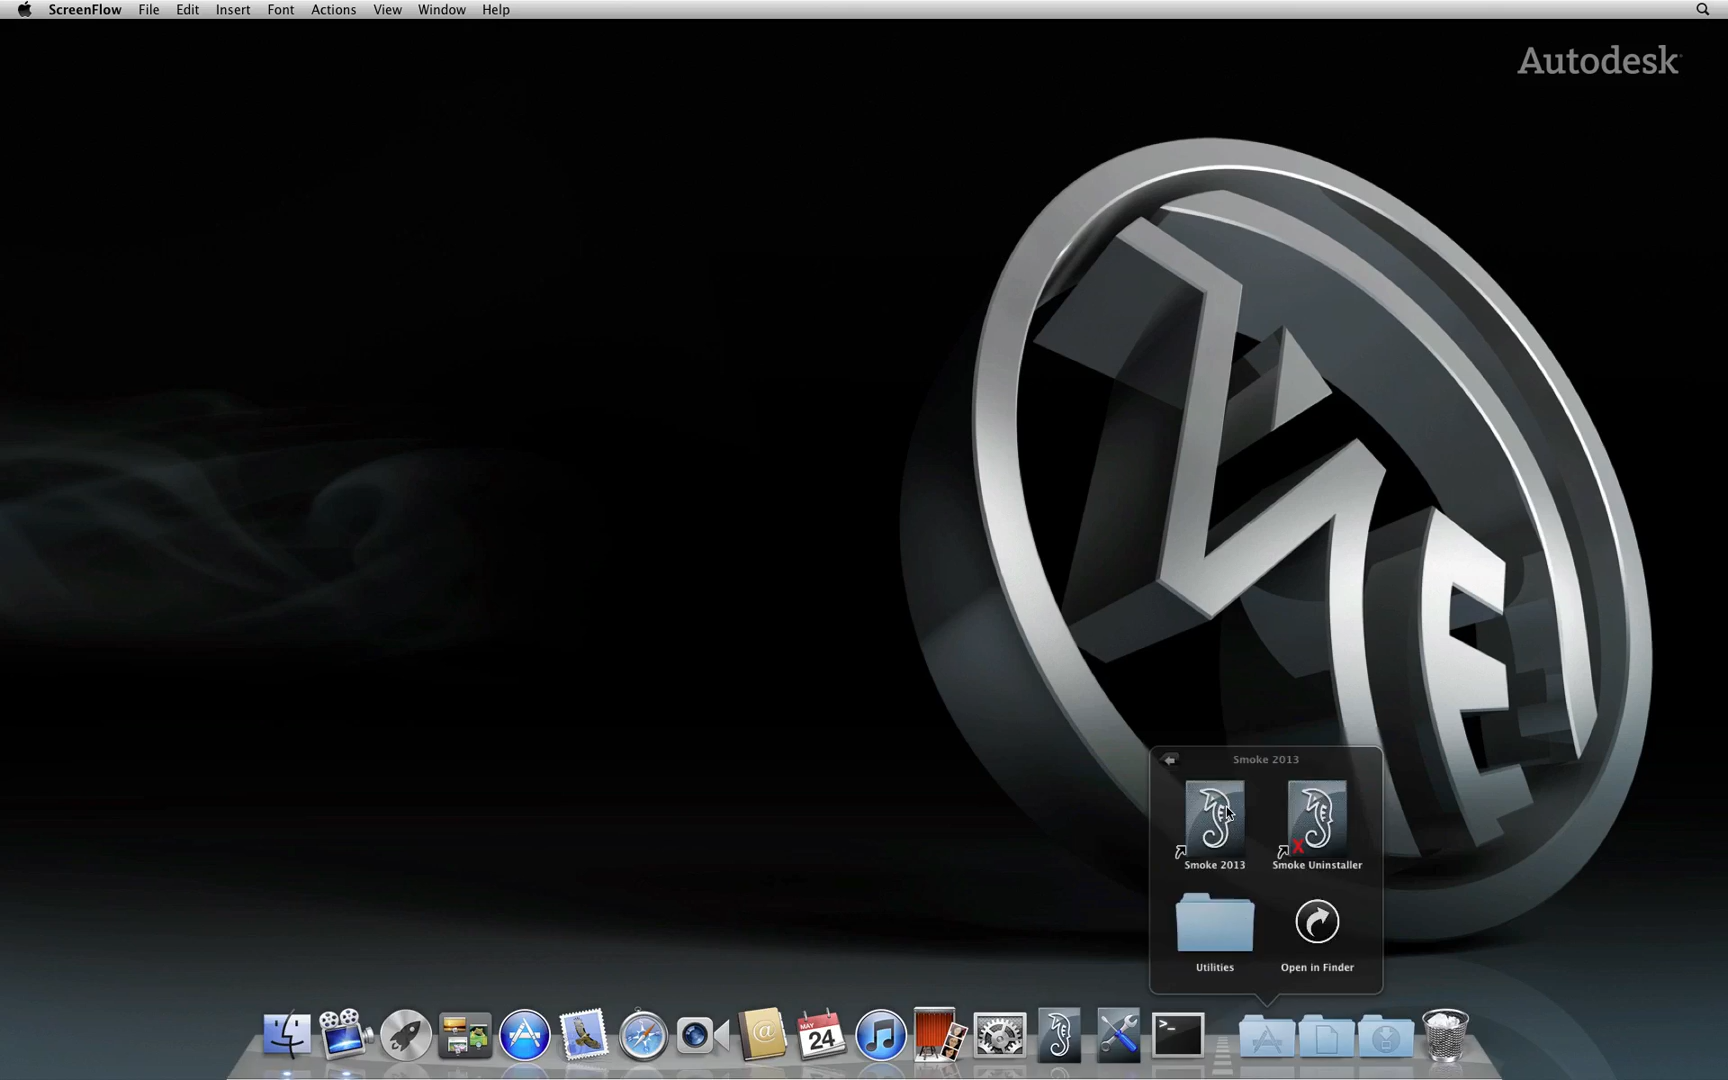 ScreenFlow File Edit Insert Font Actions View Window Help
Autodesk
Smoke 2013
Smoke 2013 Smoke Uninstaller
Utilities Open in Finder
MAY
24